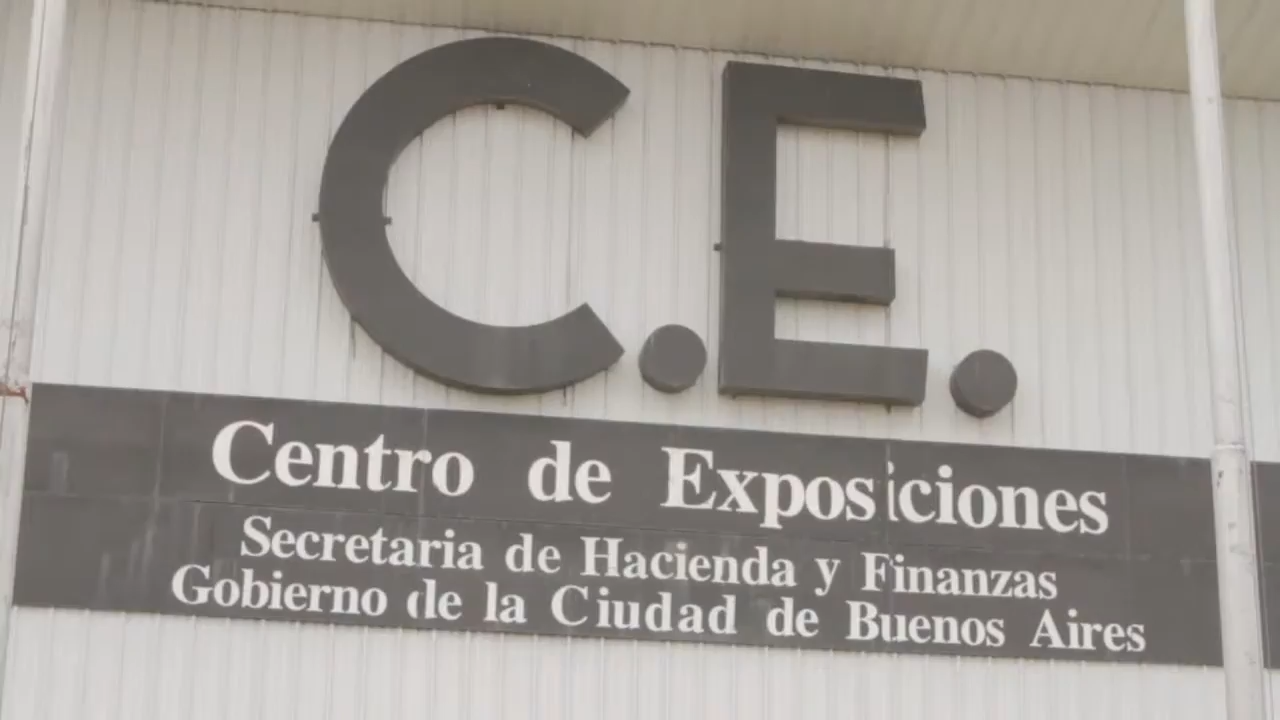 C.E.
Centro de Exposiciones
Secretaria de Hacienda y Finanzas
Gobierno de la Ciudad de Buenos Aires